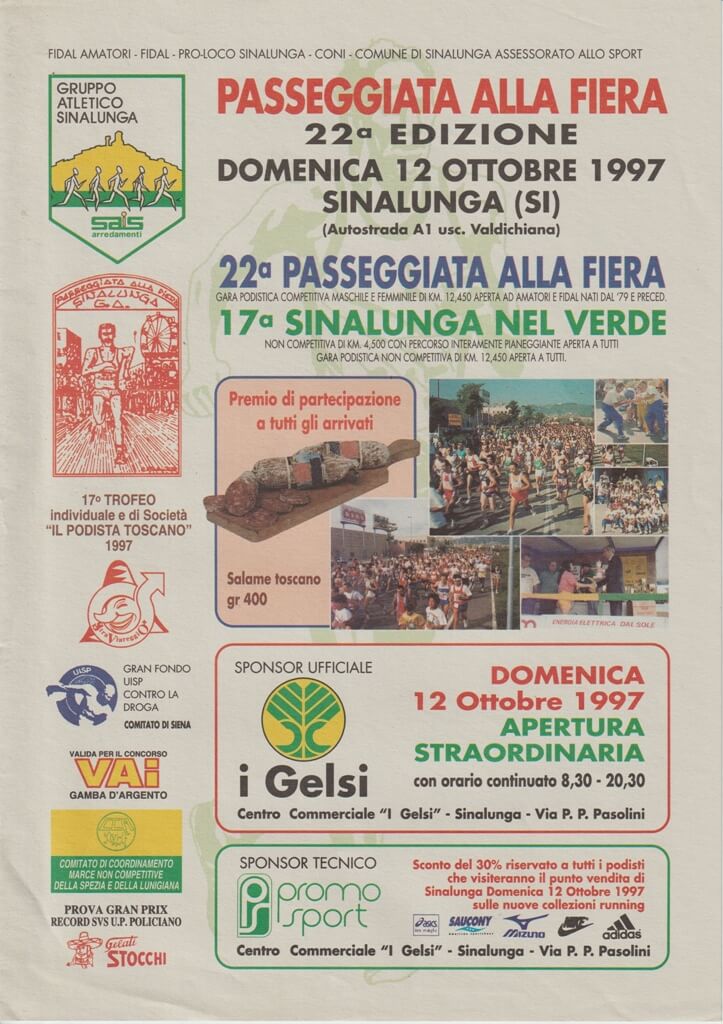 FIDAL AMATORI - FIDAL - PRO-LOCO SINALUNGA - CONI - COMUNE DI SINALUNGA ASSESSORATO ALLO SPORT
GRUPPO
ATLETICO
SINALUNGA
sais
arredamenti
PASSEGGIATA ALLA FIERA
22a EDIZIONE
DOMENICA 12 OTTOBRE 1997
SINALUNGA (SI)
(Autostrada A1 usc. Valdichiana)
22a PASSEGGIATA ALLA FIERA
GARA PODISTICA COMPETITIVA MASCHILE E FEMMINILE DI KM. 12,450 APERTA AD AMATORI E FIDAL NATI DAL '79 E PRECED.
17a SINALUNGA NEL VERDE
NON COMPETITIVA DI KM. 4,500 CON PERCORSO INTERAMENTE PIANEGGIANTE APERTA A TUTTI
GARA PODISTICA NON COMPETITIVA DI KM. 12,450 APERTA A TUTTI.
PASSEGGIATA ALLA FIERA
SINALUNGA
G.A.
17o TROFEO
individuale e di Società
"IL PODISTA TOSCANO"
1997
UISP
GRAN FONDO
UISP
CONTRO LA
DROGA
COMITATO DI SIENA
VALIDA PER IL CONCORSO
VAi
GAMBA D'ARGENTO
COMITATO DI COORDINAMENTO
MARCE NON COMPETITIVE
DELLA SPEZIA E DELLA LUNIGIANA
PROVA GRAN PRIX
RECORD SVS U.P. POLICIANO
Gelati
STOCCHI
Premio di partecipazione
a tutti gli arrivati
Salame toscano
gr 400
ENERGIA ELETTRICA DAL SOLE
SPONSOR UFFICIALE
i Gelsi
DOMENICA
12 Ottobre 1997
APERTURA
STRAORDINARIA
con orario continuato 8,30 - 20,30
Centro Commerciale "I Gelsi" - Sinalunga - Via P. P. Pasolini
SPONSOR TECNICO
promo
sport
Sconto del 30% riservato a tutti i podisti
che visiteranno il punto vendita di
Sinalunga Domenica 12 Ottobre 1997
sulle nuove collezioni running
asics
SAUCONY
MIZUNO
NIKE
adidas
Centro Commerciale "I Gelsi" - Sinalunga - Via P. P. Pasolini